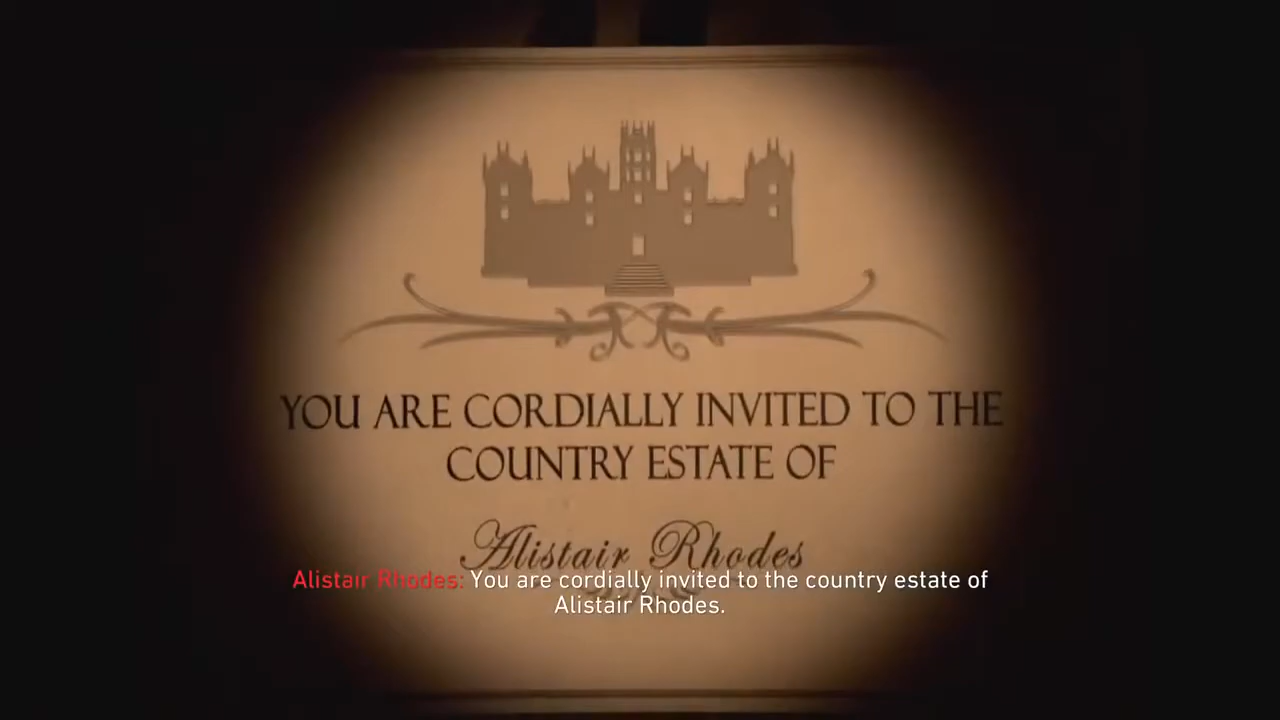 YOU ARE CORDIALLY INVITED TO THE
COUNTRY ESTATE OF
Alistair Rhodes
Alistair Rhodes: You are cordially invited to the country estate of
Alistair Rhodes.